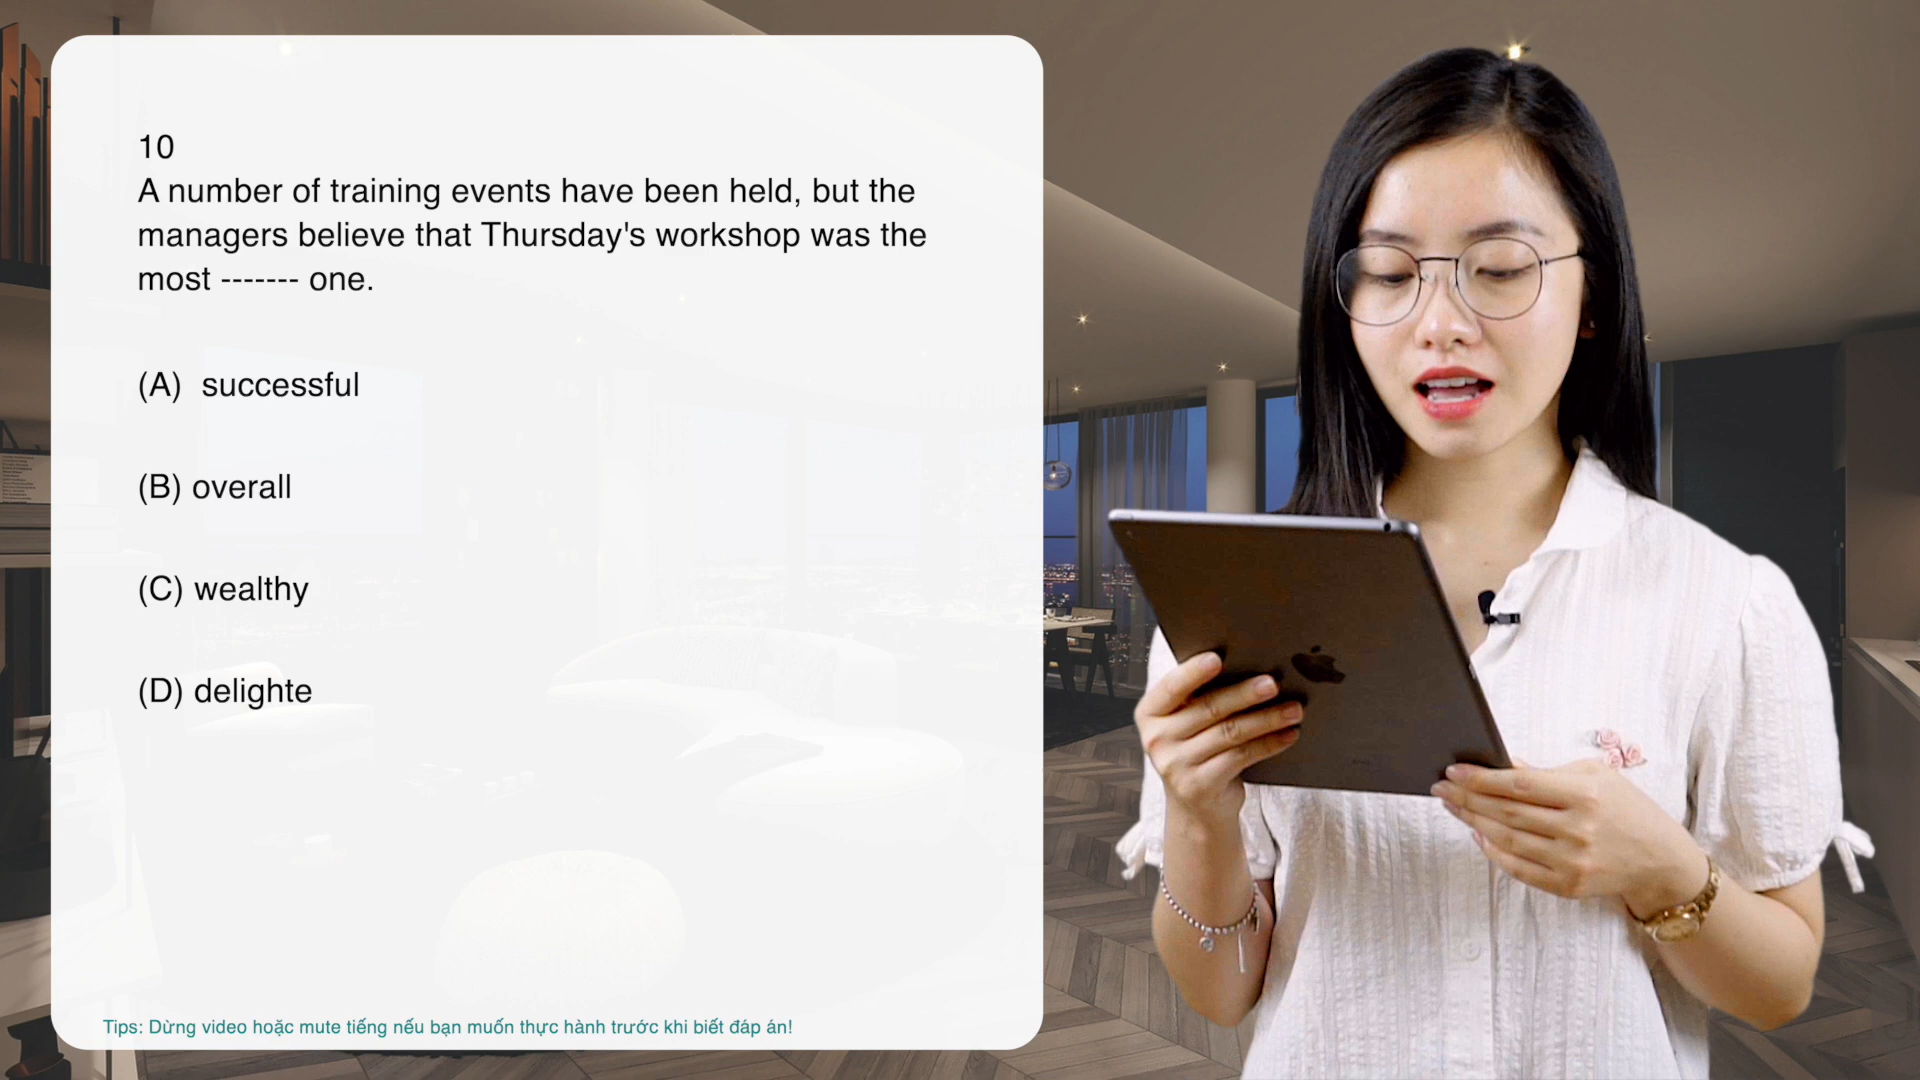 10
A number of training events have been held, but the
managers believe that Thursday's workshop was the
most ------- one.
(A) successful
(B) overall
(C) wealthy
(D) delighte
Tips: Dừng video hoặc mute tiếng nếu bạn muốn thực hành trước khi biết đáp án!